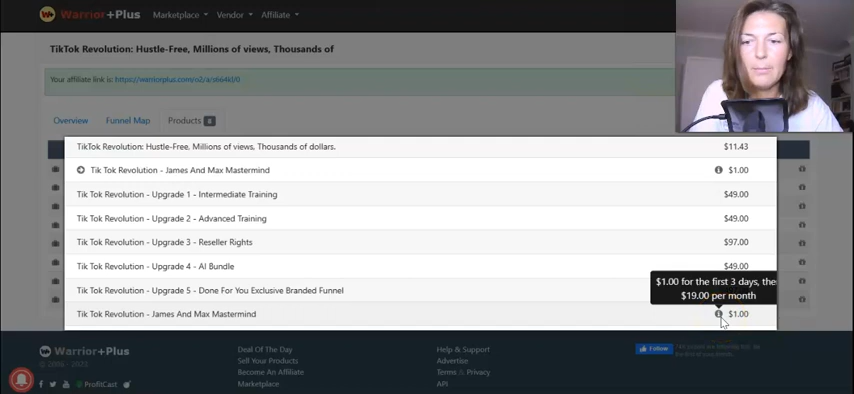 Warrior+Plus Marketplace Vendor Affiliate
TikTok Revolution: Hustle-Free, Millions of views, Thousands of
Your affiliate link is: https://warriorplus.com/o2/a/
Overview Funnel Map Products 8
TikTok Revolution: Hustle-Free, Millions of views, Thousands of dollars. $11.43
Tik Tok Revolution - James And Max Mastermind $1.00
Tik Tok Revolution - Upgrade 1 - Intermediate Training $49.00
Tik Tok Revolution - Upgrade 2 - Advanced Training $49.00
Tik Tok Revolution - Upgrade 3 - Reseller Rights $97.00
Tik Tok Revolution - Upgrade 4 - AI Bundle $49.00
$1.00 for the first 3 days, the
$19.00 per month
Tik Tok Revolution - Upgrade 5 - Done For You Exclusive Branded Funnel
Tik Tok Revolution - James And Max Mastermind $1.00
Warrior+Plus Deal Of The Day Help & Support Follow
Sell Your Products Advertise
Become An Affiliate Terms & Privacy
ProfitCast Marketplace API